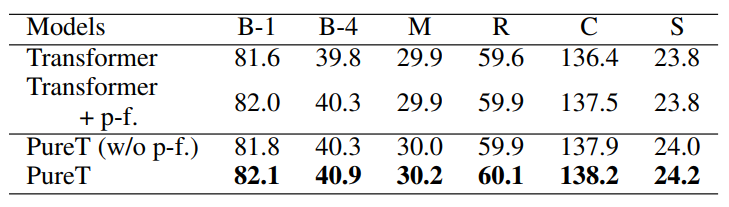 Models B-1 B-4 M R C S
Transformer 81.6 39.8 29.9 59.6 136.4 23.8
Transformer
+ p-f. 82.0 40.3 29.9 59.9 137.5 23.8
PureT (w/o p-f.) 81.8 40.3 30.0 59.9 137.9 24.0
PureT 82.1 40.9 30.2 60.1 138.2 24.2